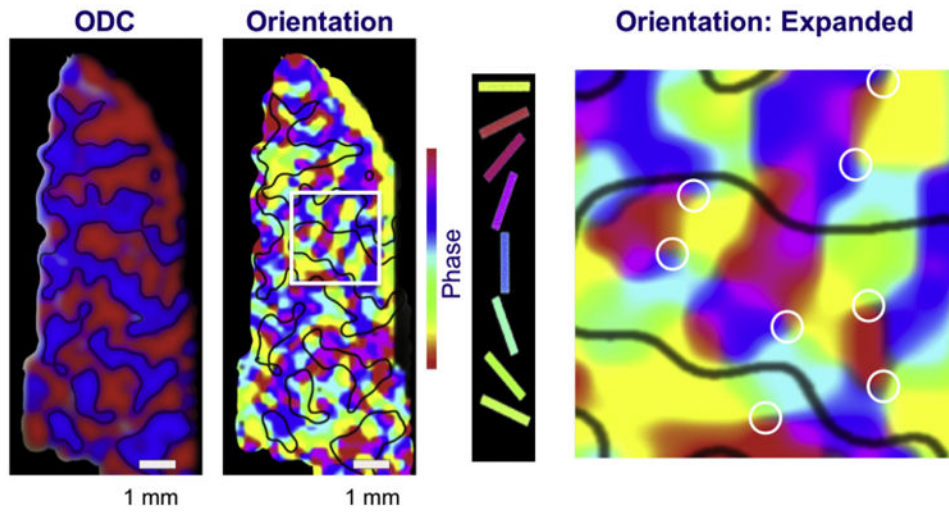 ODC
Orientation
Orientation: Expanded
Phase
1 mm
1 mm